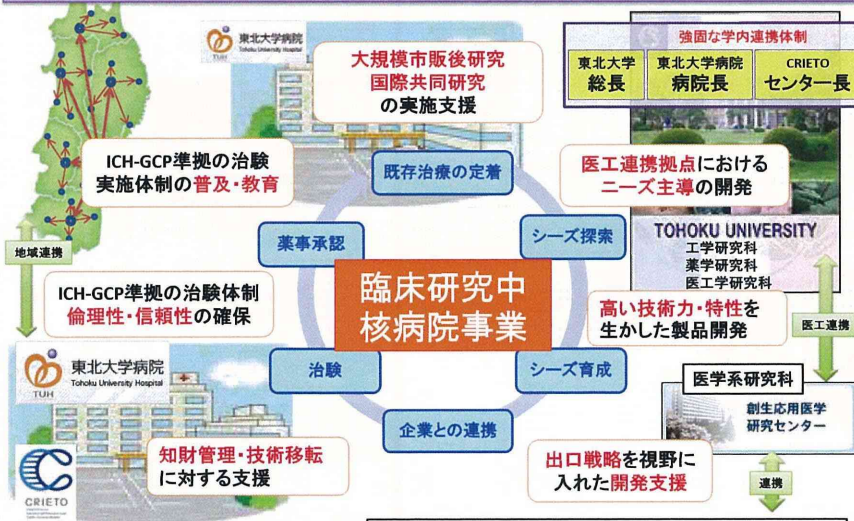 東北大学病院
Tohoku University Hospital
TUH
大規模市販後研究
国際共同研究
の実施支援
強固な学内連携体制
東北大学
総長
東北大学病院
病院長
CRIETO
センター長
ICH-GCP準拠の治験
実施体制の普及・教育
既存治療の定着
医工連携拠点における
ニーズ主導の開発
薬事承認
シーズ探索
TOHOKU UNIVERSITY
工学研究科
薬学研究科
医工学研究科
地域連携
ICH-GCP準拠の治験体制
倫理性・信頼性の確保
臨床研究中
核病院事業
高い技術力・特性を
生かした製品開発
医工連携
東北大学病院
Tohoku University Hospital
TUH
治験
シーズ育成
医学系研究科
創生応用医学
研究センター
企業との連携
知財管理・技術移転
に対する支援
出口戦略を視野に
入れた開発支援
連携
CRIETO